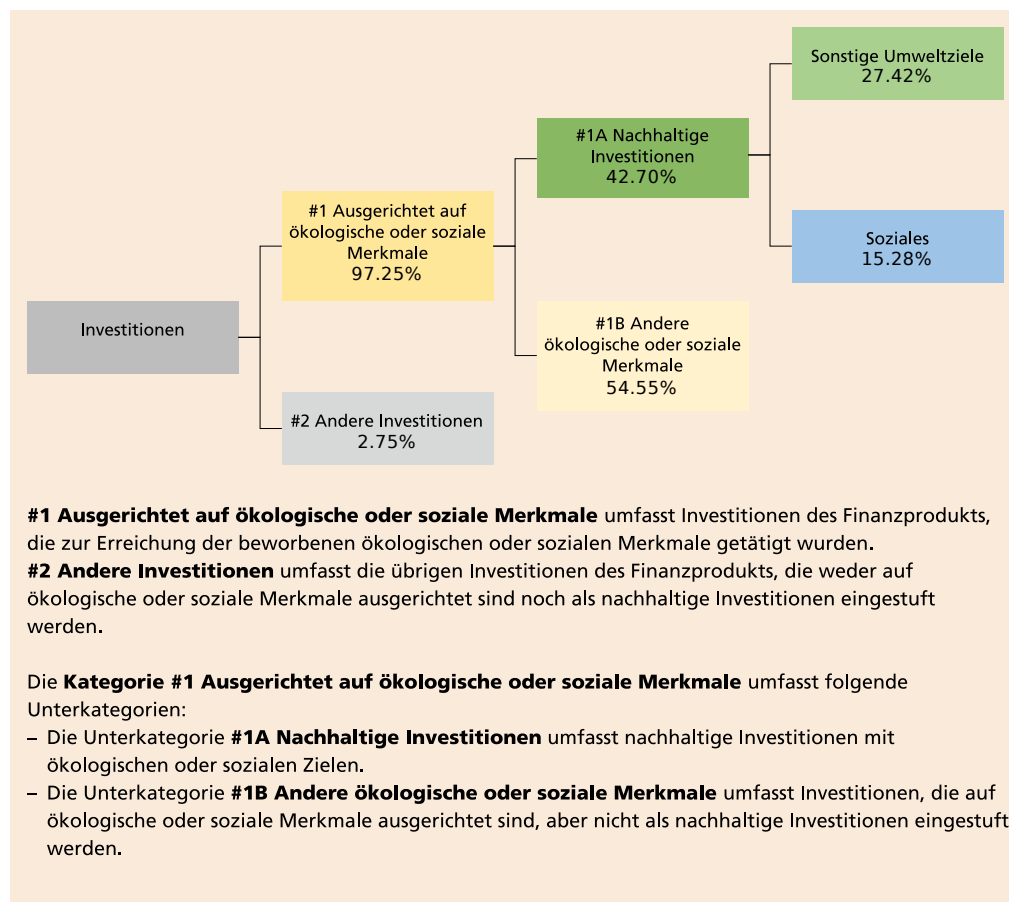 Sonstige Umweltziele
27.42%
#1A Nachhaltige
Investitionen
42.70%
#1 Ausgerichtet auf
ökologische oder soziale
Merkmale
97.25%
Soziales
15.28%
Investitionen
#1B Andere
ökologische oder soziale
Merkmale
54.55%
#2 Andere Investitionen
2.75%
#1 Ausgerichtet auf ökologische oder soziale Merkmale umfasst Investitionen des Finanzprodukts,
die zur Erreichung der beworbenen ökologischen oder sozialen Merkmale getätigt wurden.
#2 Andere Investitionen umfasst die übrigen Investitionen des Finanzprodukts, die weder auf
ökologische oder soziale Merkmale ausgerichtet sind noch als nachhaltige Investitionen eingestuft
werden.
Die Kategorie #1 Ausgerichtet auf ökologische oder soziale Merkmale umfasst folgende
Unterkategorien:
– Die Unterkategorie #1A Nachhaltige Investitionen umfasst nachhaltige Investitionen mit
ökologischen oder sozialen Zielen.
– Die Unterkategorie #1B Andere ökologische oder soziale Merkmale umfasst Investitionen, die auf
ökologische oder soziale Merkmale ausgerichtet sind, aber nicht als nachhaltige Investitionen eingestuft
werden.